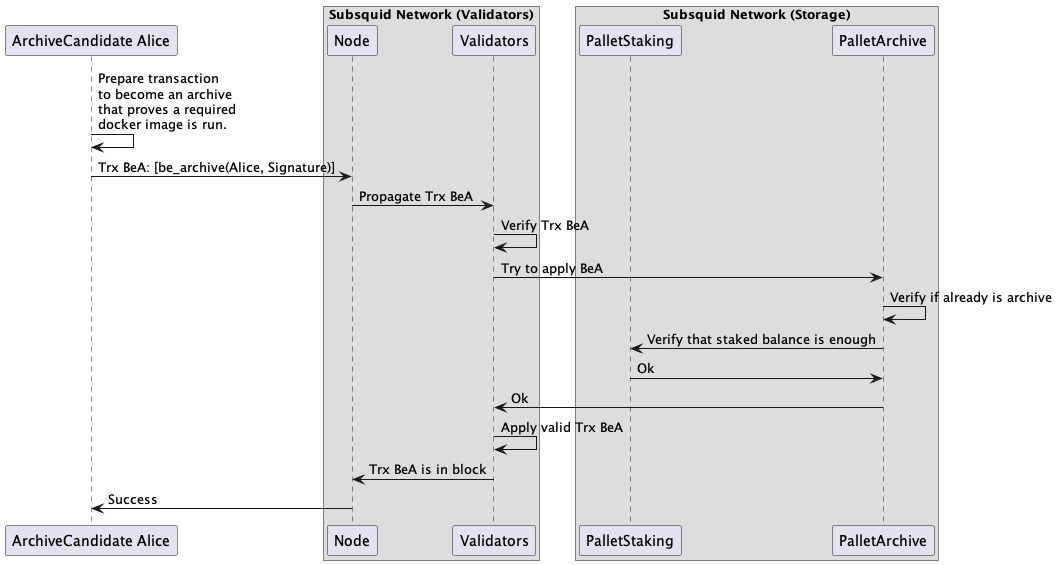 Subsquid Network (Validators)
Subsquid Network (Storage)
ArchiveCandidate Alice
Node
Validators
PalletStaking
PalletArchive
Prepare transaction
to become an archive
that proves a required
docker image is run.
Trx BeA: [be_archive(Alice, Signature)]
Propagate Trx BeA
Verify Trx BeA
Try to apply BeA
Verify if already is archive
Verify that staked balance is enough
Ok
Ok
Apply valid Trx BeA
Trx BeA is in block
Success
ArchiveCandidate Alice
Node
Validators
PalletStaking
PalletArchive